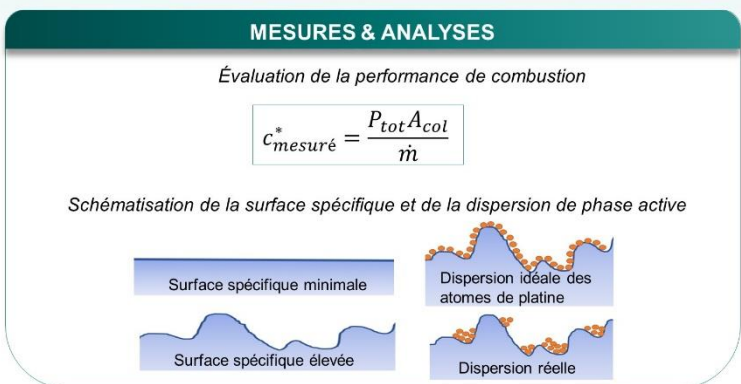 MESURES & ANALYSES
Évaluation de la performance de combustion
c*mesuré = PtotAcol / ṁ
Schématisation de la surface spécifique et de la dispersion de phase active
Surface spécifique minimale
Dispersion idéale des
atomes de platine
Surface spécifique élevée
Dispersion réelle